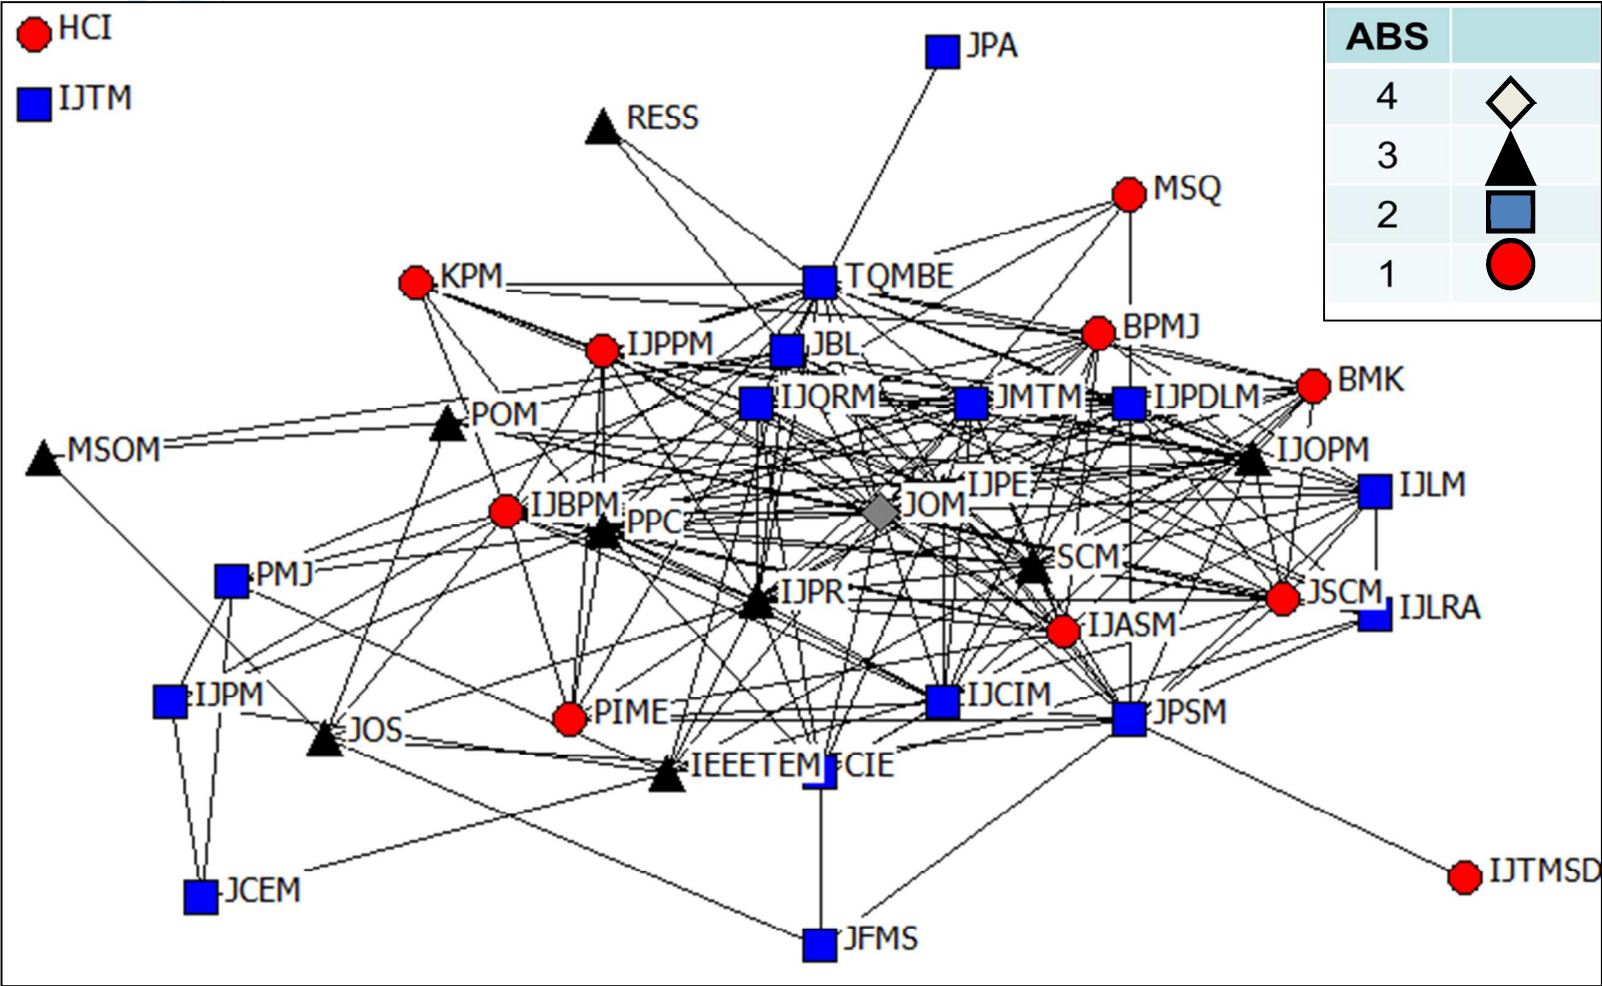 HCI
IJTM
JPA
RESS
MSQ
ABS
4
3
2
1
KPM
TQMBE
IJPPM
JBL
BPMJ
BMK
IJQRM
JMTM
IJPDLM
POM
MSOM
IJOPM
IJPE
IJLM
IJBPM
JOM
PPC
SCM
PMJ
IJPR
JSCM
IJLRA
IJASM
IJPM
IJCIM
JPSM
PIME
JOS
IEEETEM
CIE
IJTMSD
JCEM
JFMS